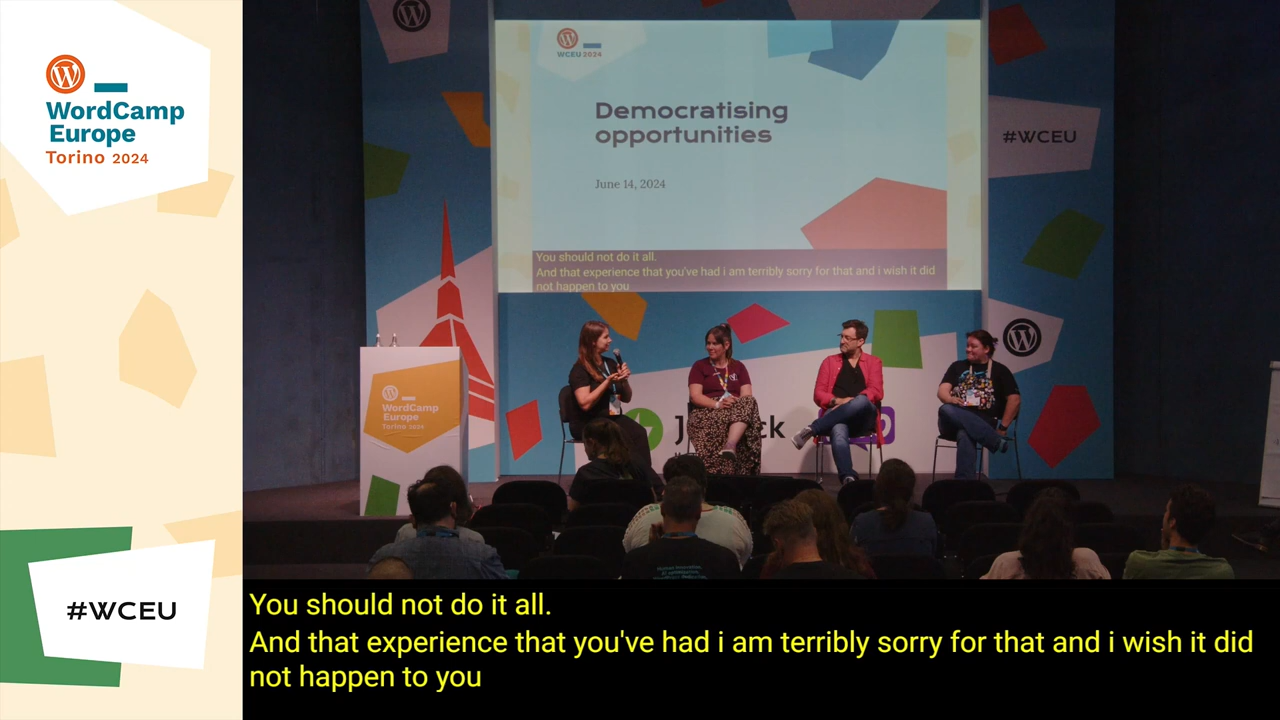 WordCamp
Europe
Torino 2024
#WCEU
WCEU 2024
Democratising
opportunities
June 14, 2024
You should not do it all.
And that experience that you've had i am terribly sorry for that and i wish it did
not happen to you
#WCEU
WordCamp
Europe
Torino 2024
J
ck
You should not do it all.
And that experience that you've had i am terribly sorry for that and i wish it did
not happen to you